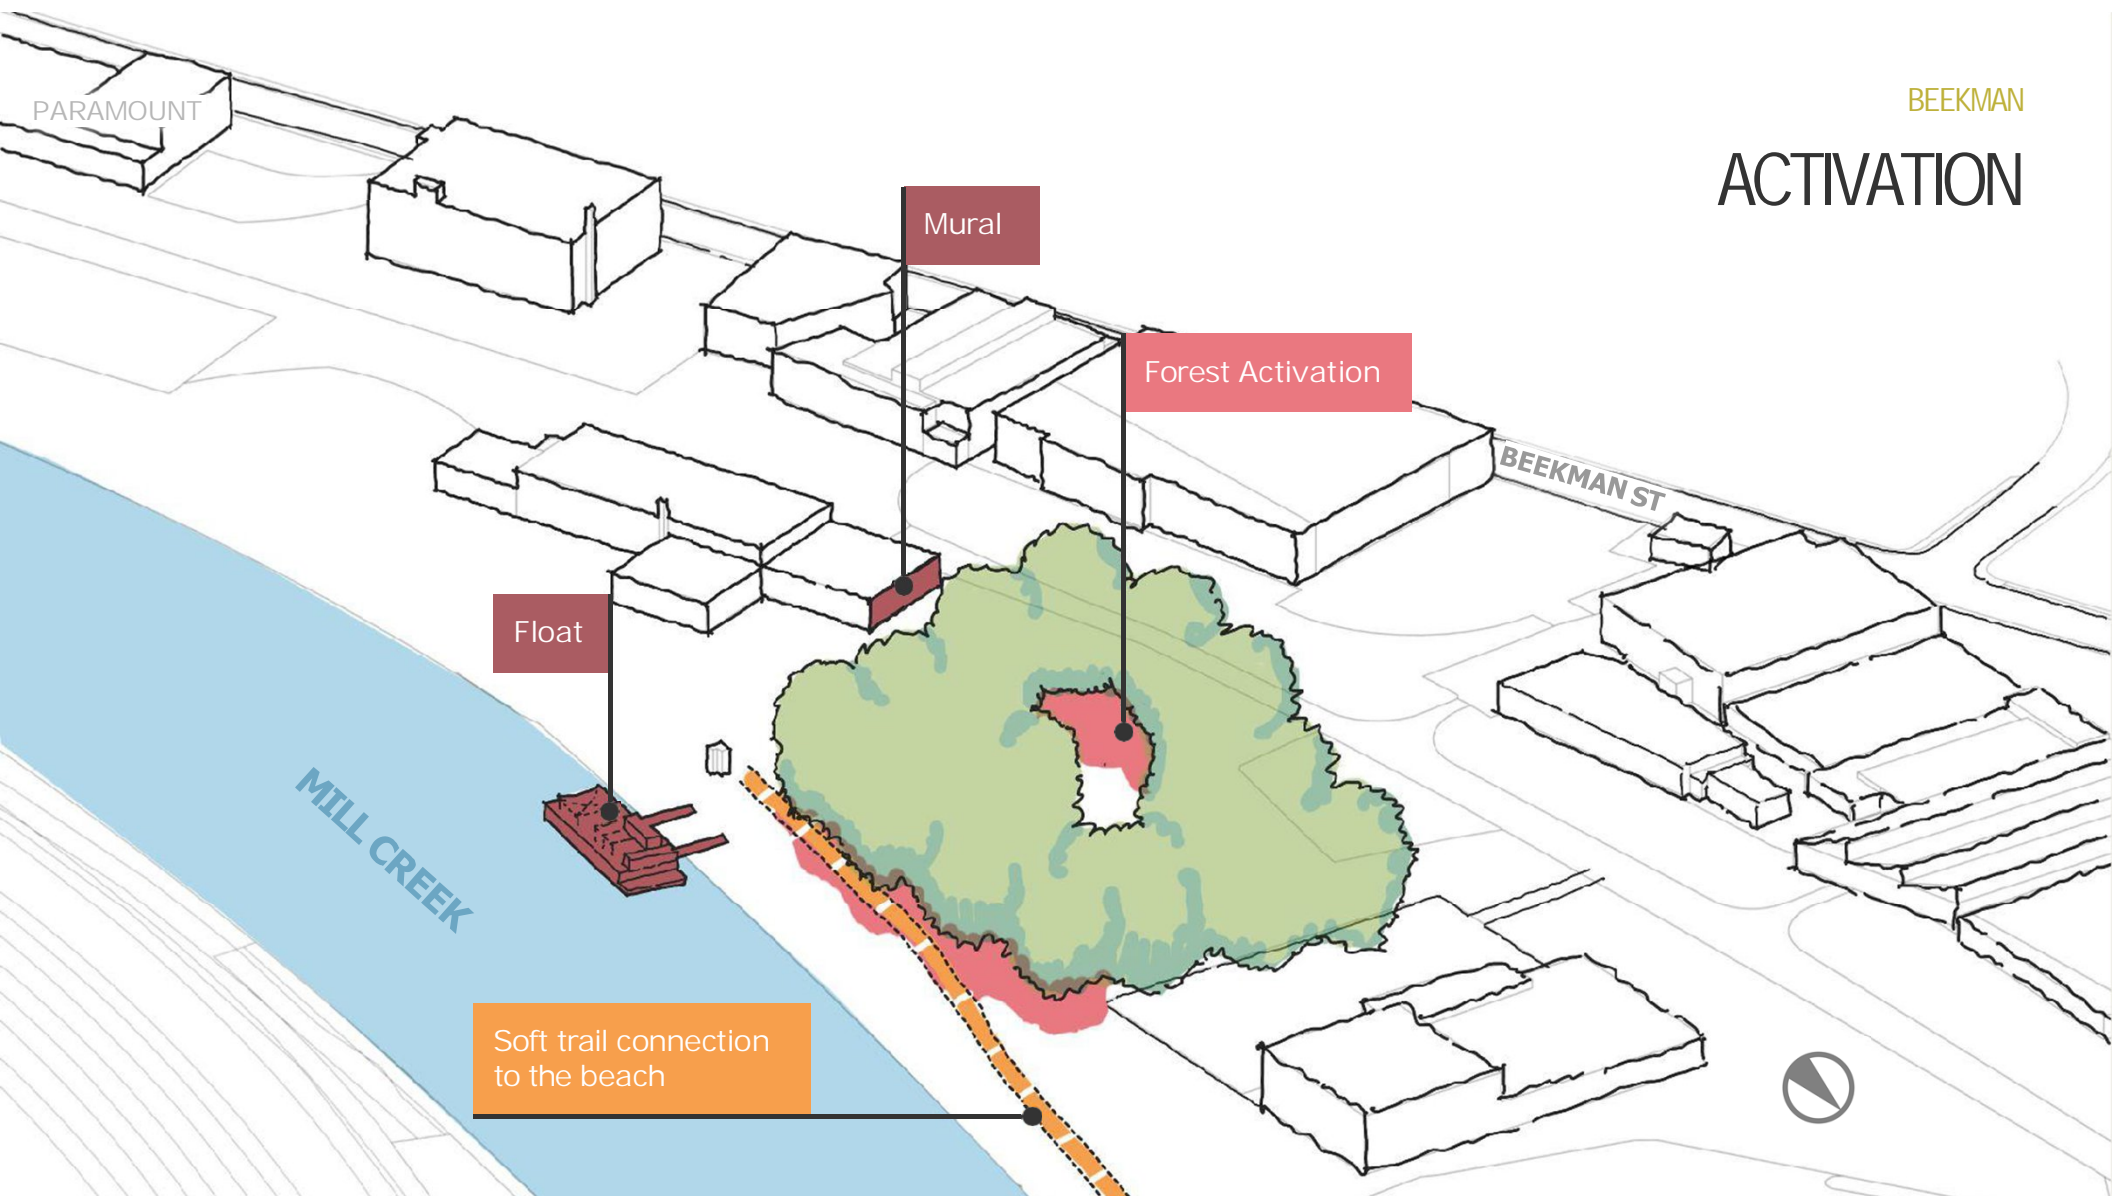 PARAMOUNT
BEEKMAN
ACTIVATION
Mural
Forest Activation
BEEKMAN ST
Float
MILL CREEK
Soft trail connection
to the beach